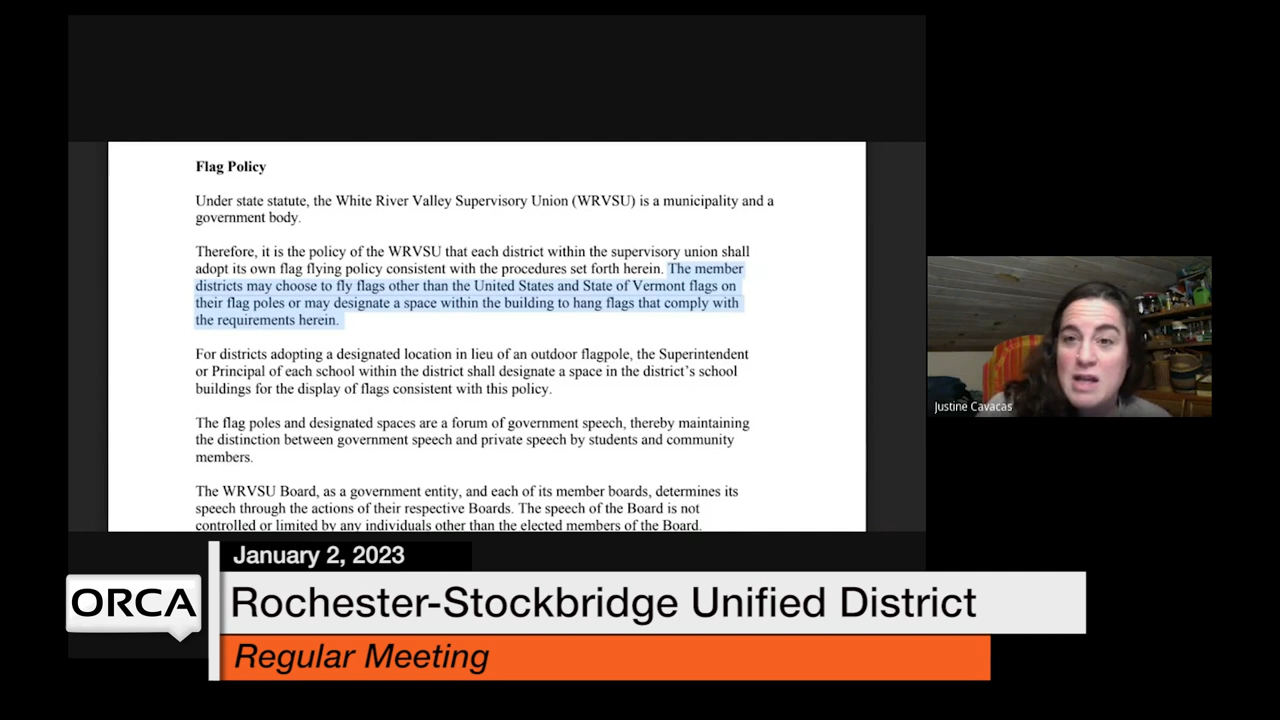 Flag Policy
Under state statute, the White River Valley Supervisory Union (WRVSU) is a municipality and a
government body.
Therefore, it is the policy of the WRVSU that each district within the supervisory union shall
adopt its own flag flying policy consistent with the procedures set forth herein. The member
districts may choose to fly flags other than the United States and State of Vermont flags on
their flag poles or may designate a space within the building to hang flags that comply with
the requirements herein.
For districts adopting a designated location in lieu of an outdoor flagpole, the Superintendent
or Principal of each school within the district shall designate a space in the district's school
buildings for the display of flags consistent with this policy.
The flag poles and designated spaces are a forum of government speech, thereby maintaining
the distinction between government speech and private speech by students and community
members.
The WRVSU Board, as a government entity, and each of its member boards, determines its
speech through the actions of their respective Boards. The speech of the Board is not
controlled or limited by any individuals other than the elected members of the Board.
Justine Cavacas
January 2, 2023
ORCA
Rochester-Stockbridge Unified District
Regular Meeting